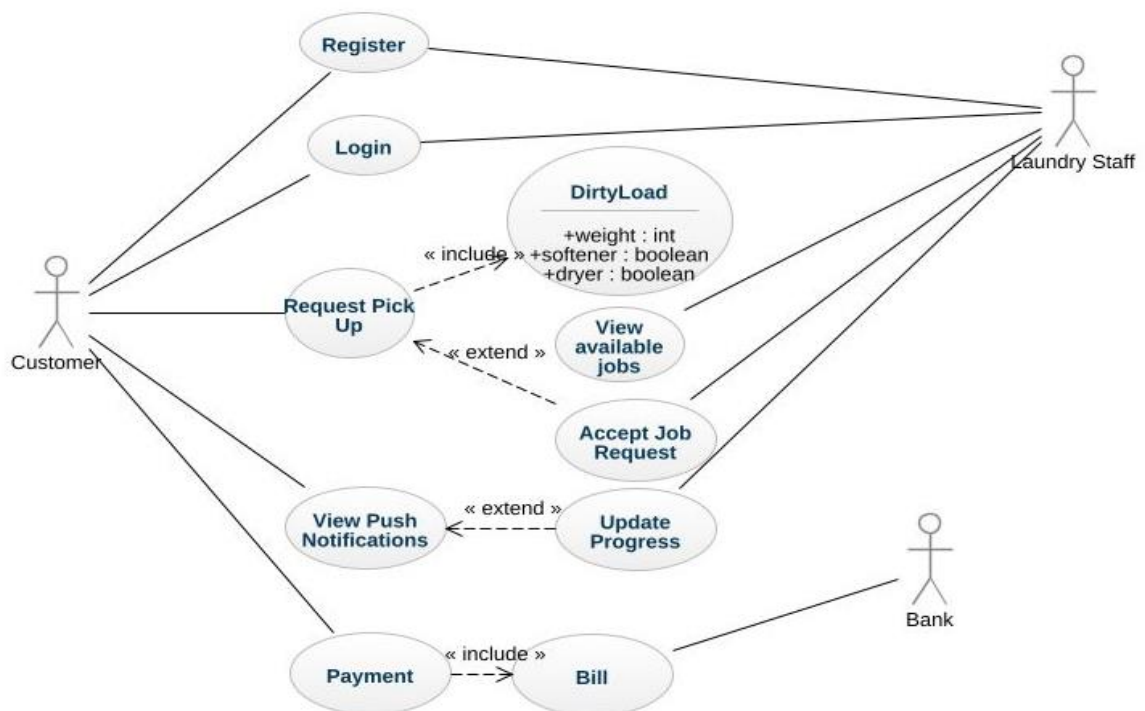 Register
Login
Laundry Staff
DirtyLoad
+weight : int
« include »
+softener : boolean
+dryer : boolean
Request Pick
Up
Customer
View
available
jobs
« extend »
Accept Job
Request
« extend »
View Push
Notifications
Update
Progress
Bank
« include »
Payment
Bill